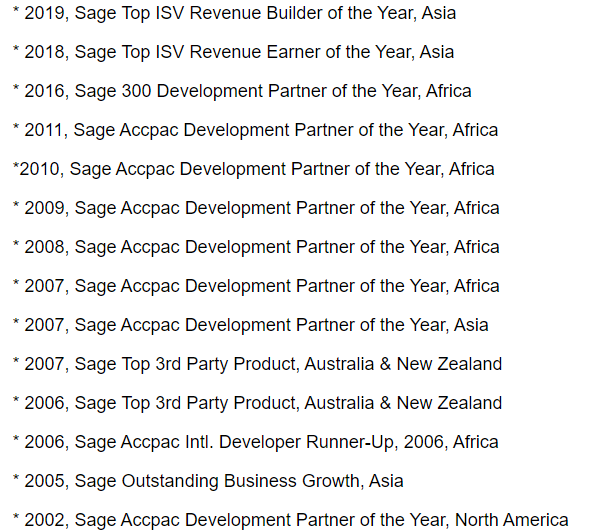 * 2019, Sage Top ISV Revenue Builder of the Year, Asia
* 2018, Sage Top ISV Revenue Earner of the Year, Asia
* 2016, Sage 300 Development Partner of the Year, Africa
* 2011, Sage Accpac Development Partner of the Year, Africa
*2010, Sage Accpac Development Partner of the Year, Africa
* 2009, Sage Accpac Development Partner of the Year, Africa
* 2008, Sage Accpac Development Partner of the Year, Africa
* 2007, Sage Accpac Development Partner of the Year, Africa
* 2007, Sage Accpac Development Partner of the Year, Asia
* 2007, Sage Top 3rd Party Product, Australia & New Zealand
* 2006, Sage Top 3rd Party Product, Australia & New Zealand
* 2006, Sage Accpac Intl. Developer Runner-Up, 2006, Africa
* 2005, Sage Outstanding Business Growth, Asia
* 2002, Sage Accpac Development Partner of the Year, North America